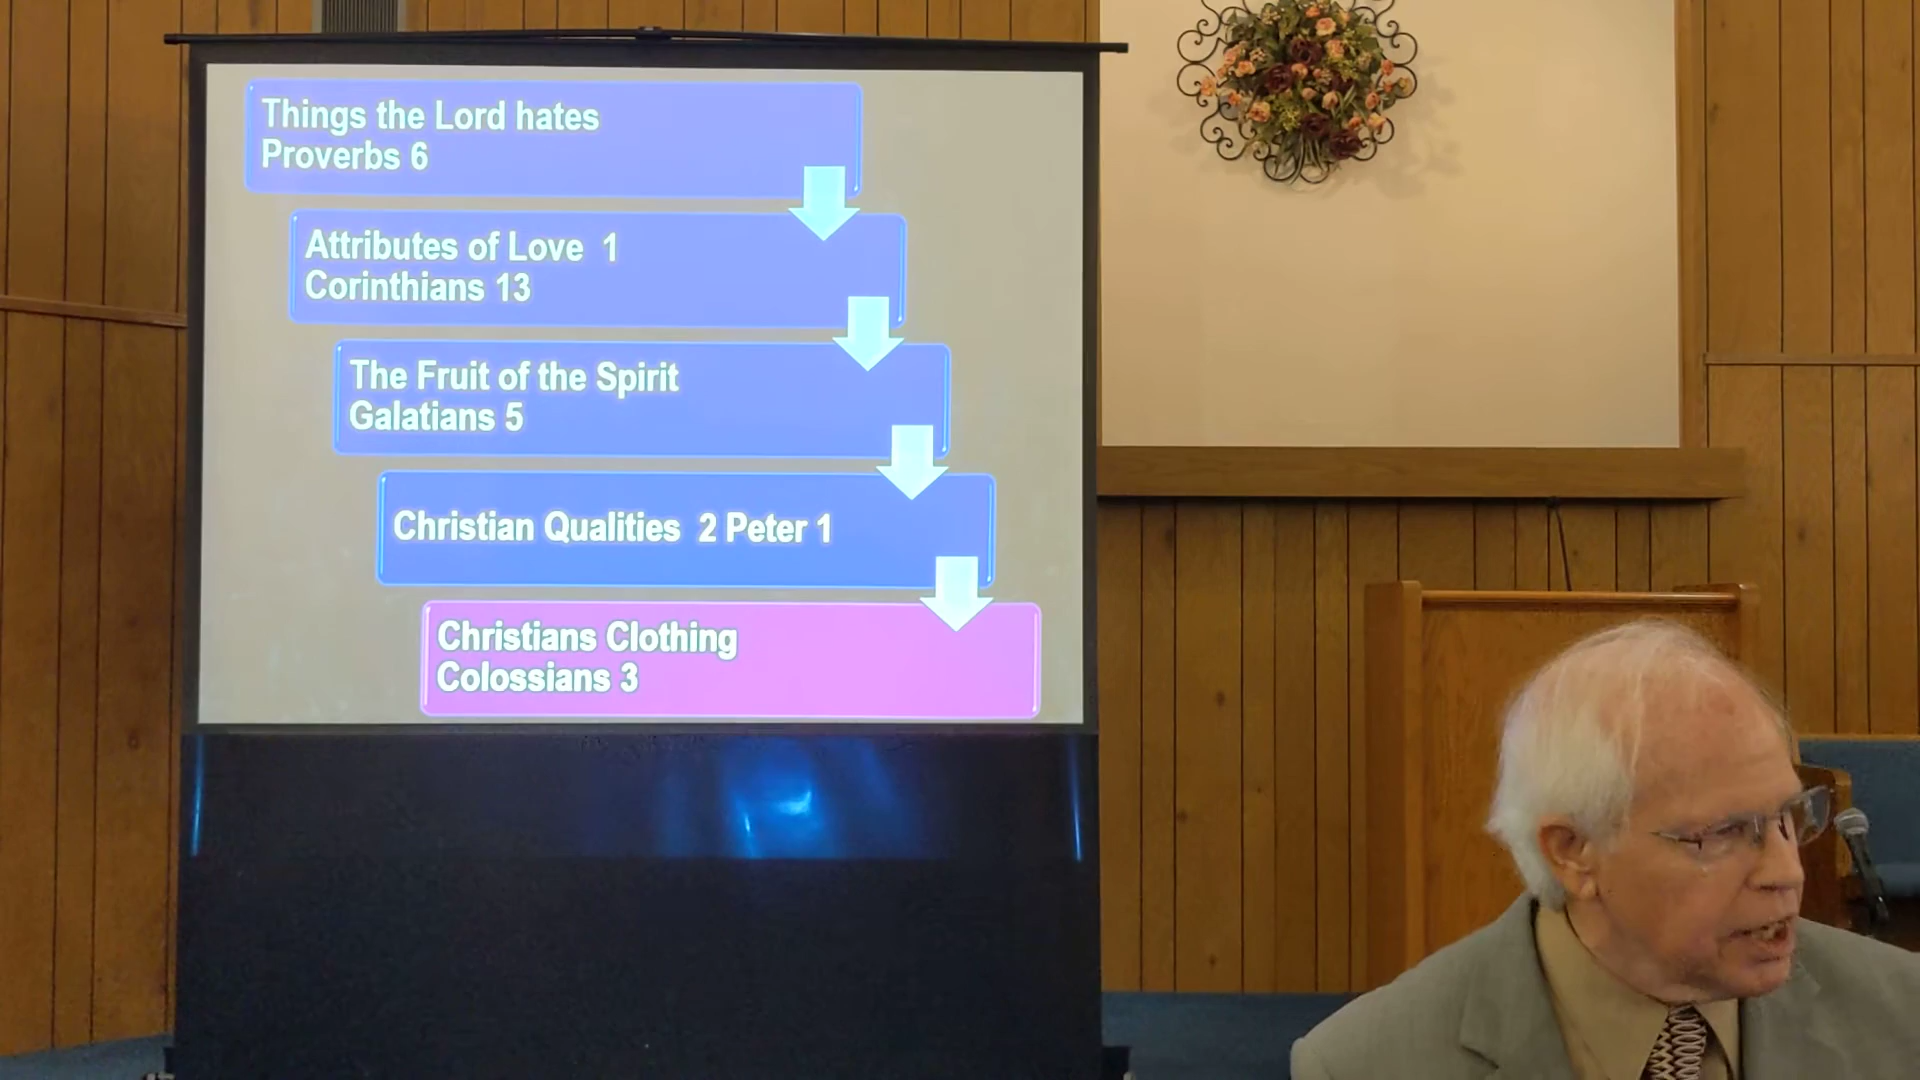 Things the Lord hates
Proverbs 6
Attributes of Love  1
Corinthians 13
The Fruit of the Spirit
Galatians 5
Christian Qualities  2 Peter 1
Christians Clothing
Colossians 3